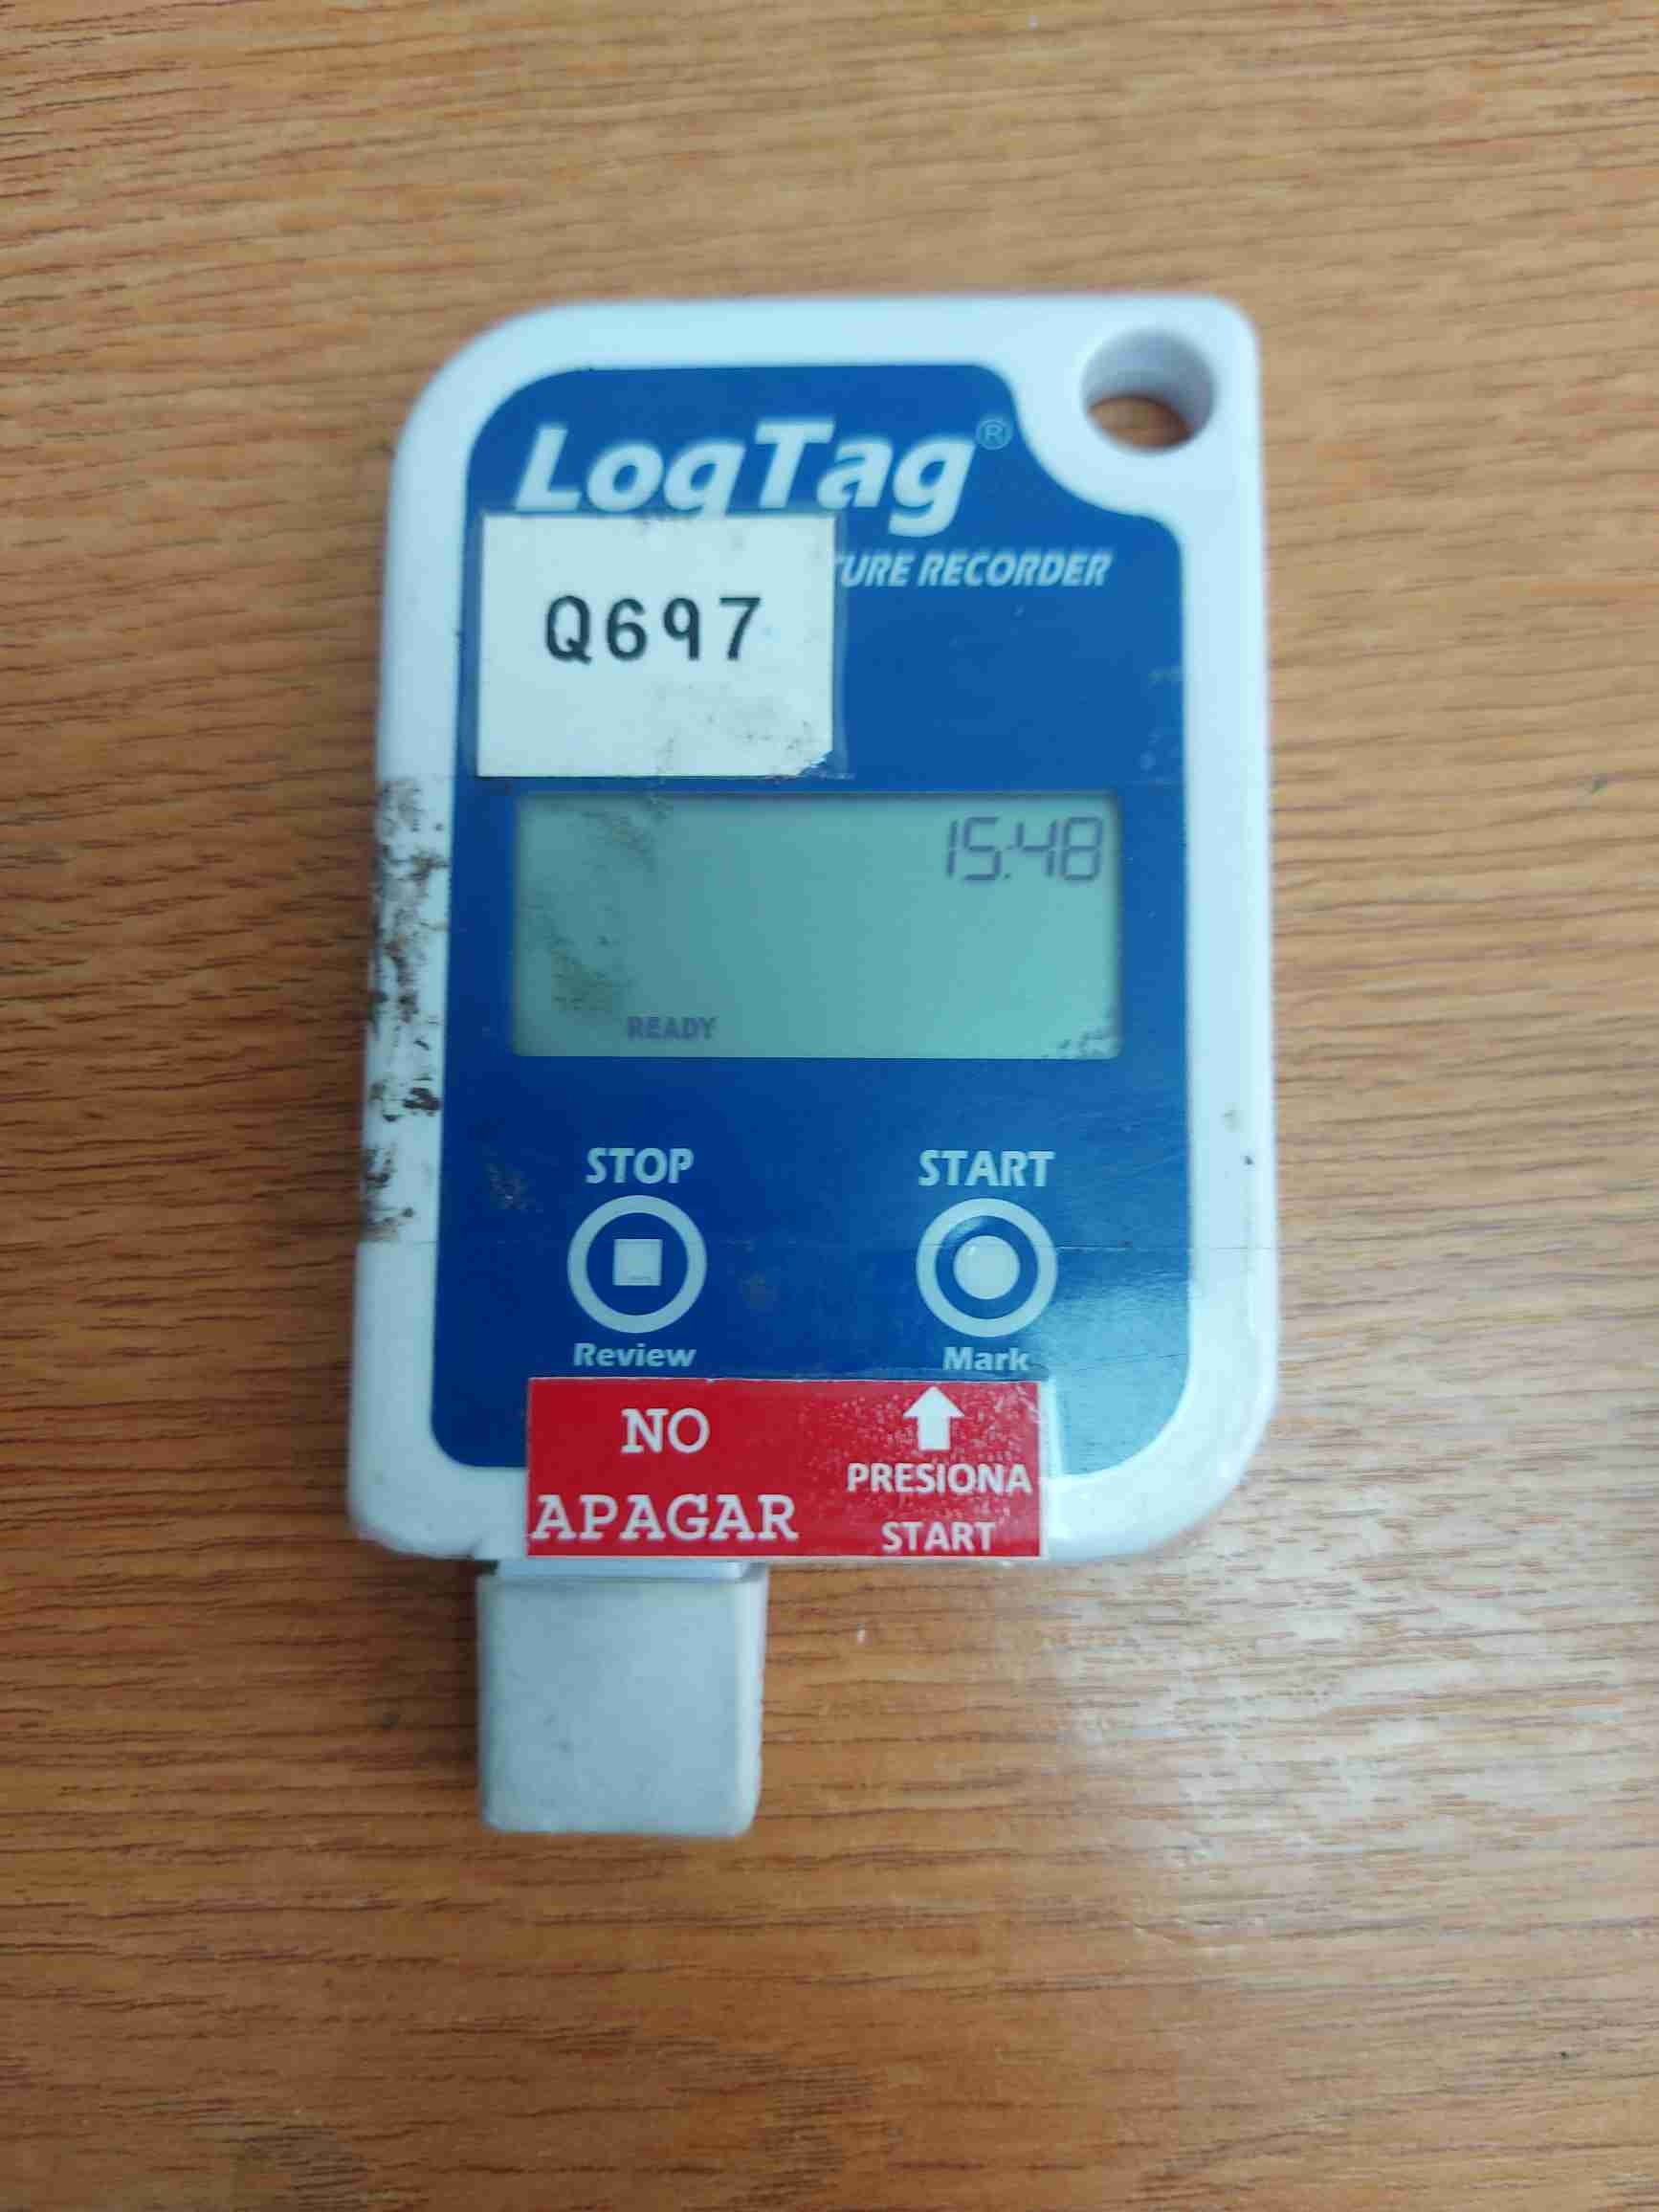 LogTag®
TURE RECORDER
Q697
15:48
READY
STOP
START
Review
Mark
NO
APAGAR
PRESIONA
START